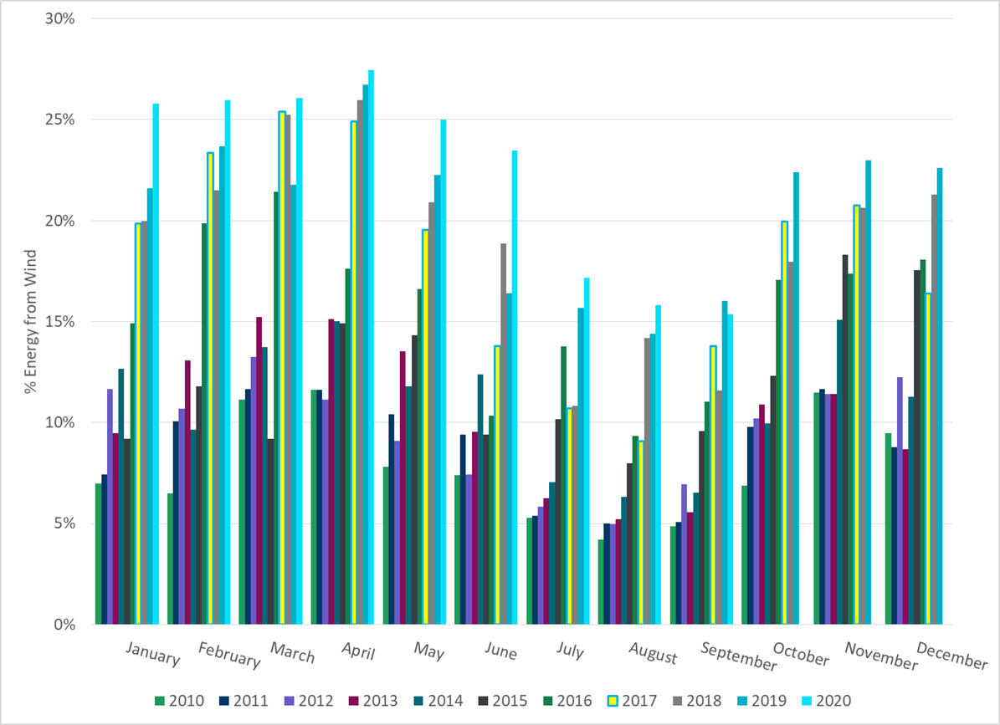 30%
25%
20%
15%
10%
5%
0%
% Energy from Wind
January
February
March
April
May
June
July
August
September
October
November
December
2010 2011 2012 2013 2014 2015 2016 2017 2018 2019 2020